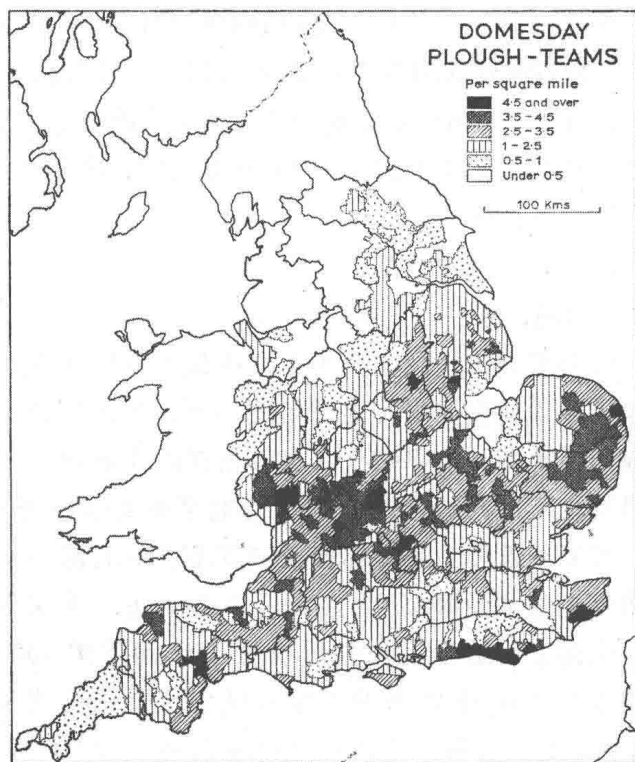 DOMESDAY
PLOUGH-TEAMS
Per square mile
4·5 and over
3·5-4·5
2·5-3·5
1-2·5
0·5-1
Under 0·5
100 Kms